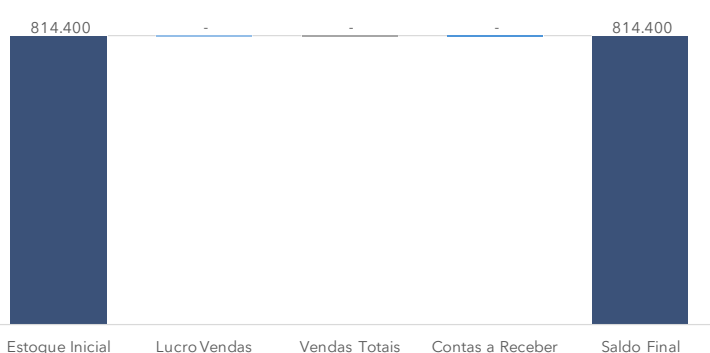 814.400 - - - 814.400
Estoque Inicial Lucro Vendas Vendas Totais Contas a Receber Saldo Final